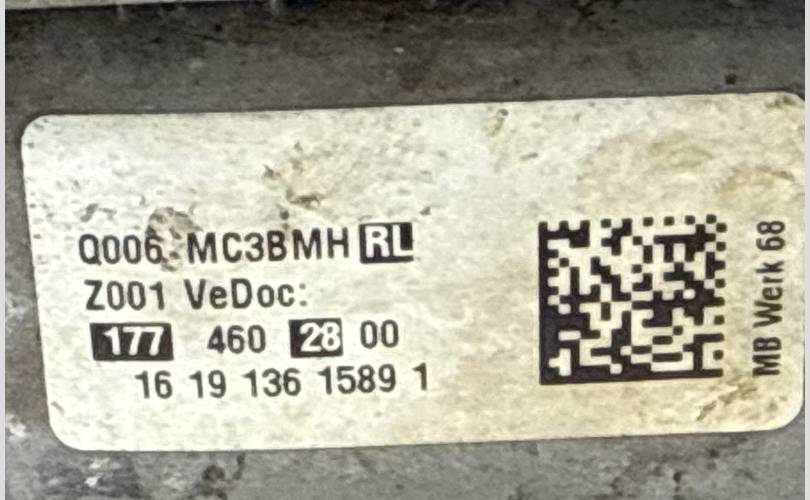 Q006 MC3BMH RL
Z001 VeDoc:
177 460 28 00
16 19 136 1589 1
MB Werk 68